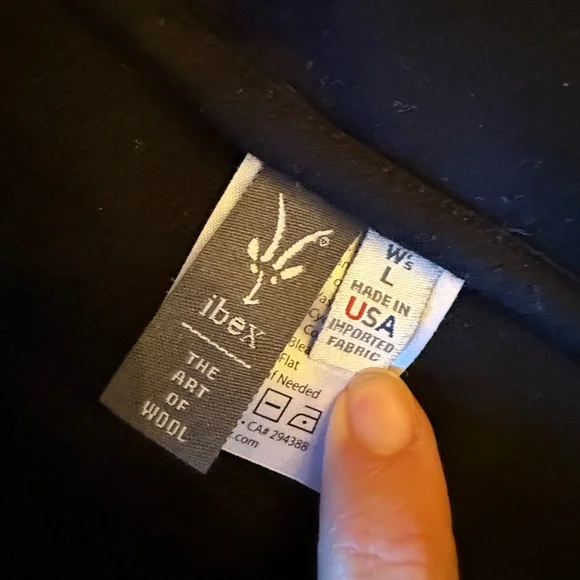 ibex
THE
ART
OF
WOOL
W's
L
MADE IN
USA
IMPORTED
FABRIC
Flat
f Needed
• CA# 294388
.com